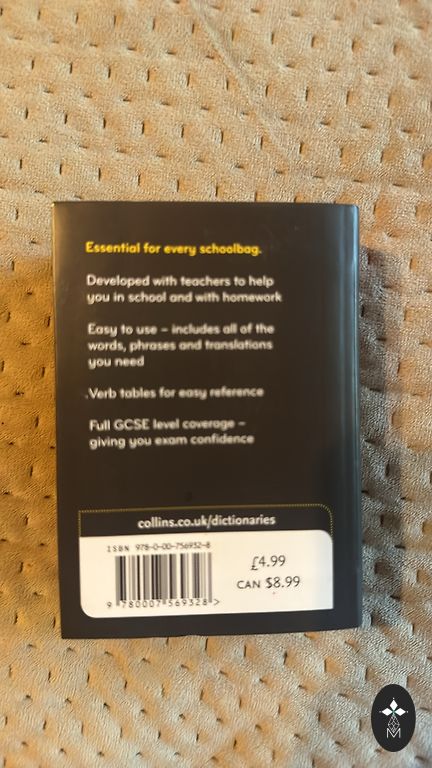 Essential for every schoolbag.
Developed with teachers to help
you in school and with homework
Easy to use – includes all of the
words, phrases and translations
you need
Verb tables for easy reference
Full GCSE level coverage –
giving you exam confidence
collins.co.uk/dictionaries
ISBN 978-0-00-756932-8
£4.99
CAN $8.99
9 780007 569328 >
M